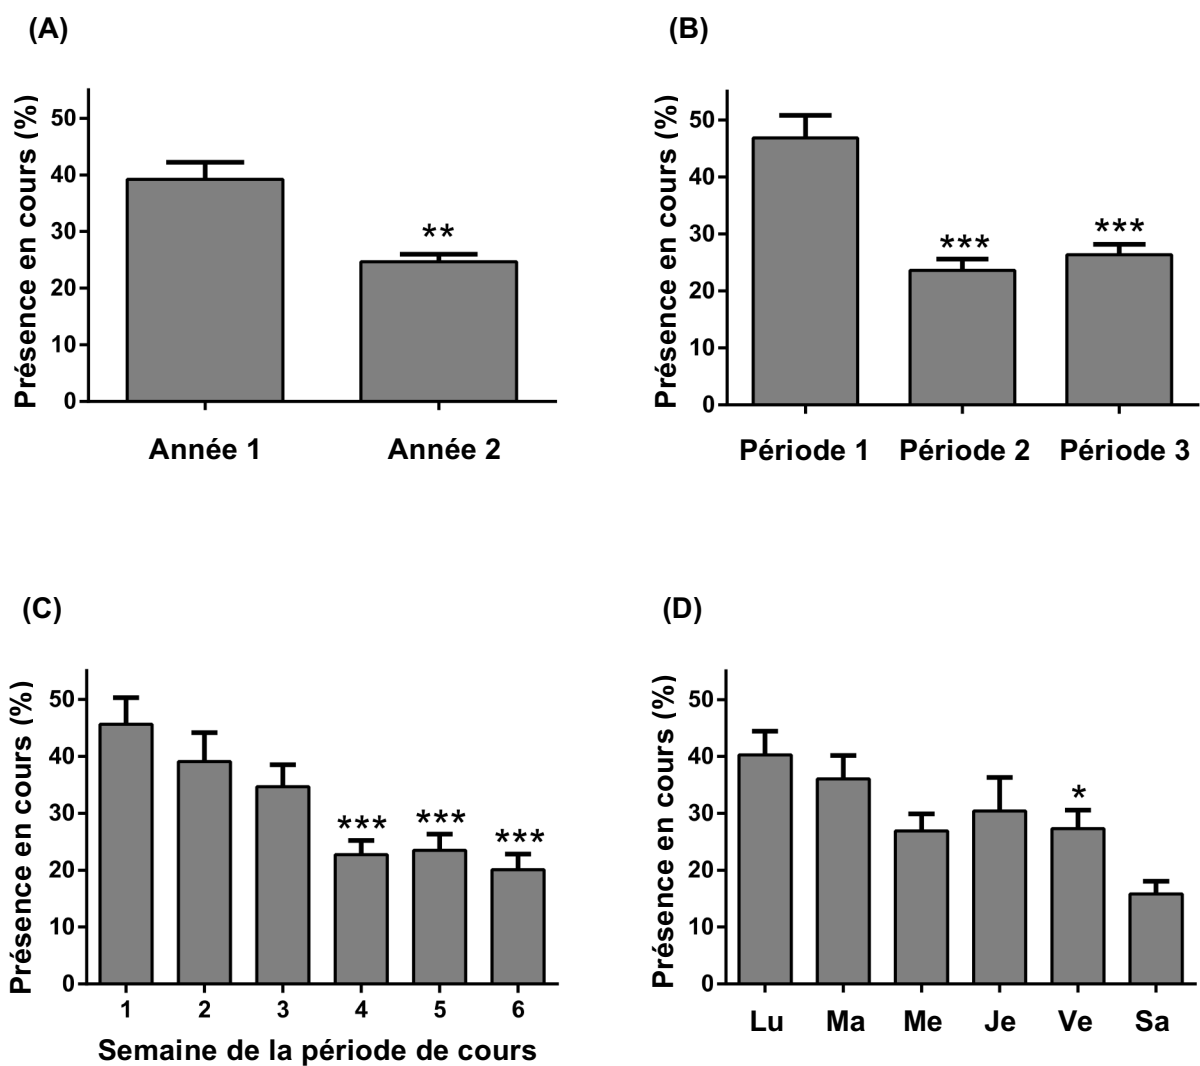 (A)
Présence en cours (%)
50
40
30
20
10
0
**
Année 1
Année 2
(B)
Présence en cours (%)
50
40
30
20
10
0
***
***
Période 1
Période 2
Période 3
(C)
Présence en cours (%)
50
40
30
20
10
0
***
***
***
1
2
3
4
5
6
Semaine de la période de cours
(D)
Présence en cours (%)
50
40
30
20
10
0
*
Lu
Ma
Me
Je
Ve
Sa